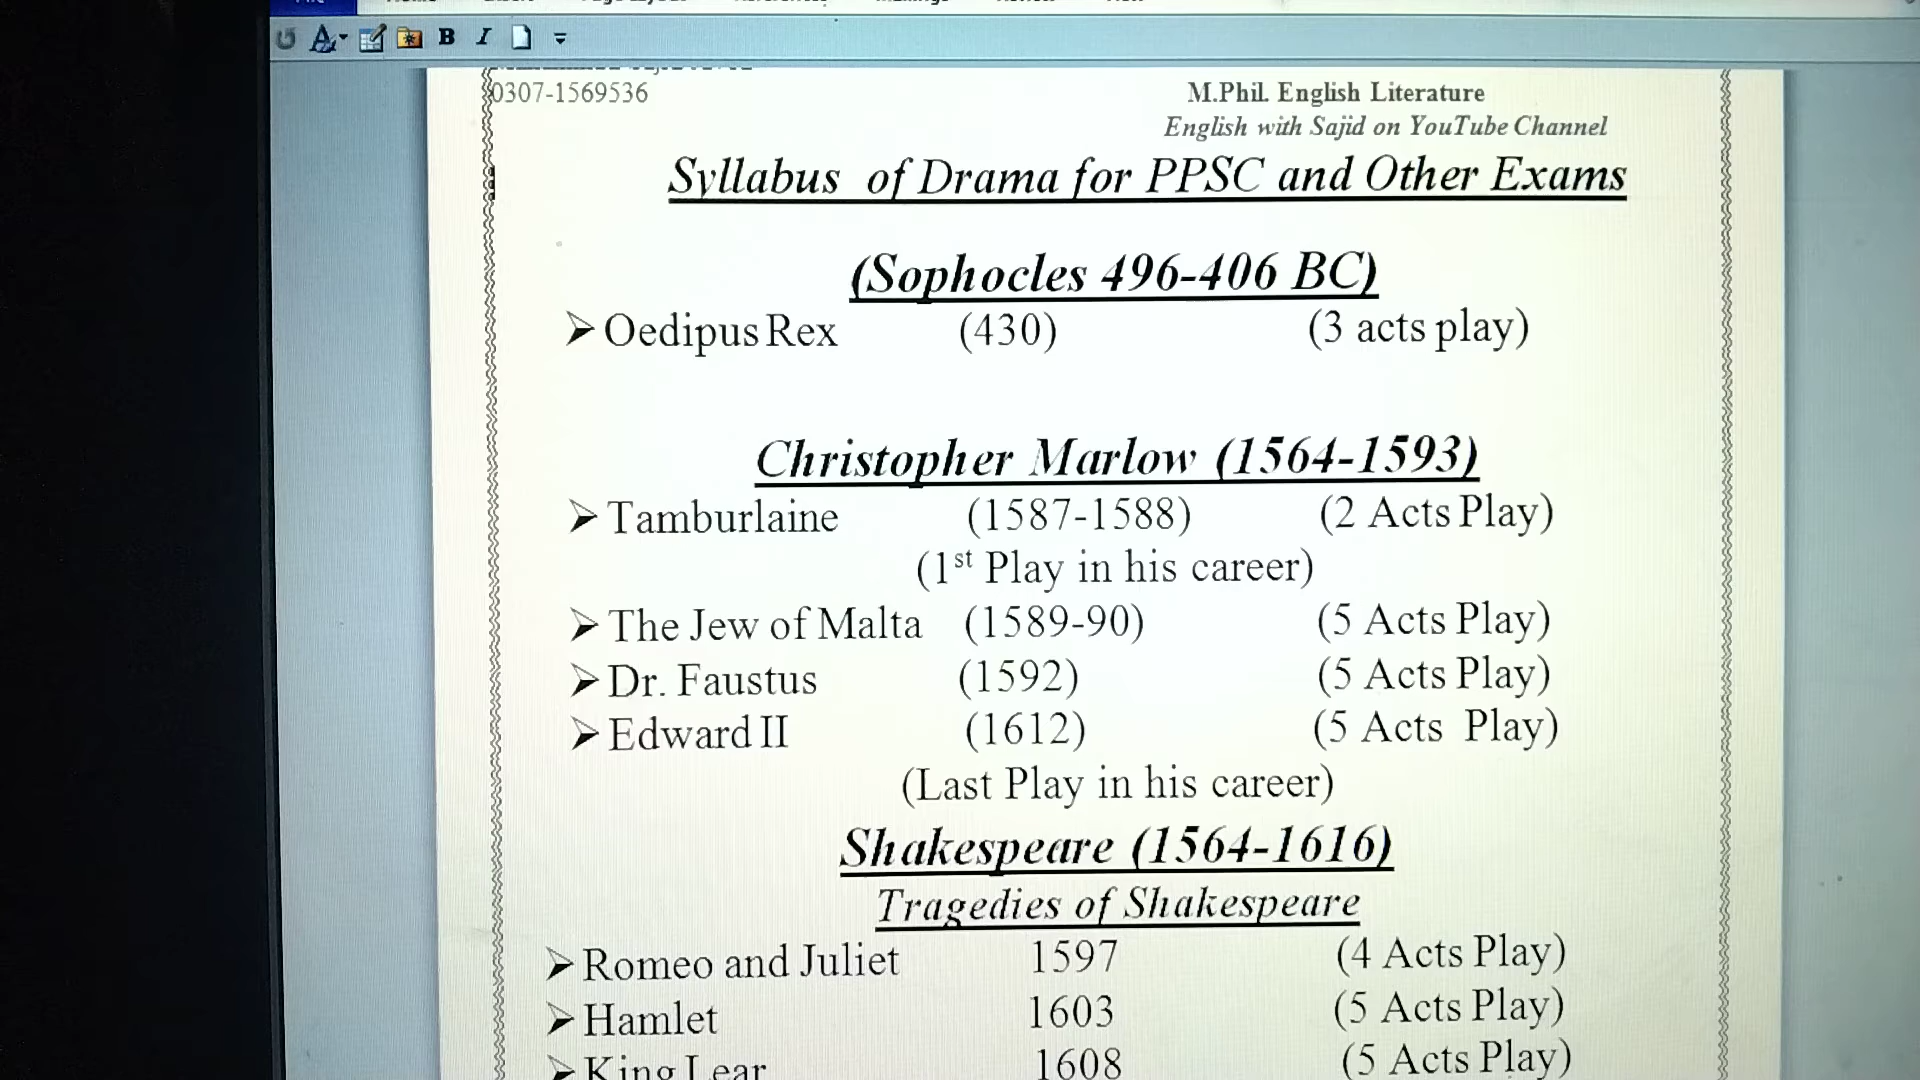 B I
0307-1569536
M.Phil. English Literature
English with Sajid on YouTube Channel
Syllabus of Drama for PPSC and Other Exams
(Sophocles 496-406 BC)
➢ Oedipus Rex (430) (3 acts play)
Christopher Marlow (1564-1593)
➢ Tamburlaine (1587-1588) (2 Acts Play)
(1st Play in his career)
➢ The Jew of Malta (1589-90) (5 Acts Play)
➢ Dr. Faustus (1592) (5 Acts Play)
➢ Edward II (1612) (5 Acts Play)
(Last Play in his career)
Shakespeare (1564-1616)
Tragedies of Shakespeare
➢ Romeo and Juliet 1597 (4 Acts Play)
➢ Hamlet 1603 (5 Acts Play)
➢ King Lear 1608 (5 Acts Play)